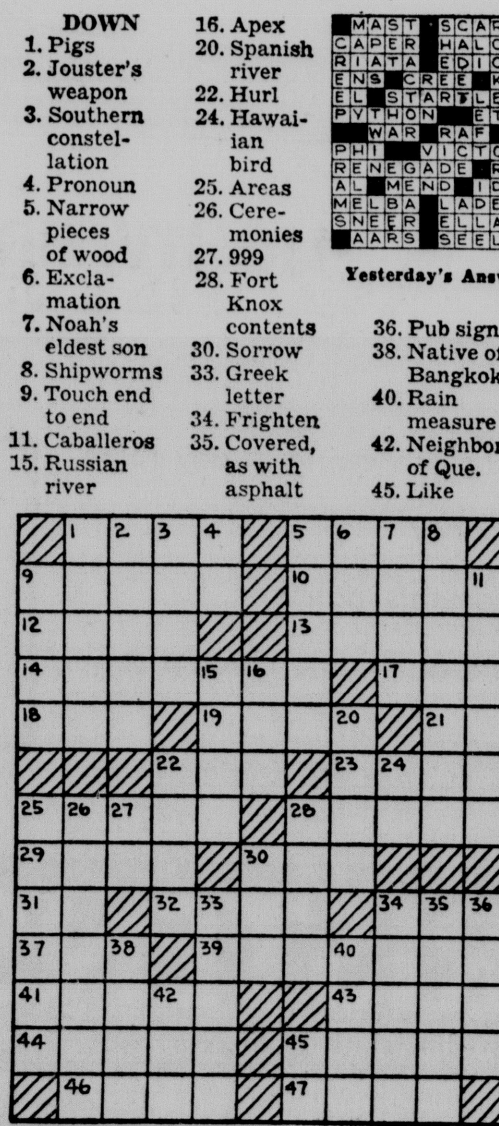 DOWN
1. Pigs
2. Jouster's
weapon
3. Southern
constel-
lation
4. Pronoun
5. Narrow
pieces
of wood
6. Excla-
mation
7. Noah's
eldest son
8. Shipworms
9. Touch end
to end
11. Caballeros
15. Russian
river
16. Apex
20. Spanish
river
22. Hurl
24. Hawai-
ian
bird
25. Areas
26. Cere-
monies
27. 999
28. Fort
Knox
contents
30. Sorrow
33. Greek
letter
34. Frighten
35. Covered,
as with
asphalt
MAST SCAR
CAPER HALO
RIATA EDIC
ENS CREE K
EL STARTLE
PYTHON ET
WAR RAF
PHI VICTO
RENEGADE R
AL MEND ID
MELBA LADE
SNEER ELLA
AARS SEEL
Yesterday's Ans
36. Pub sign
38. Native of
Bangkok
40. Rain
measure
42. Neighbor
of Que.
45. Like
1 2 3 4 5 6 7 8
9 10 11
12 13
14 15 16 17
18 19 20 21
22 23 24
25 26 27 28
29 30
31 32 33 34 35 36
37 38 39 40
41 42 43
44 45
46 47